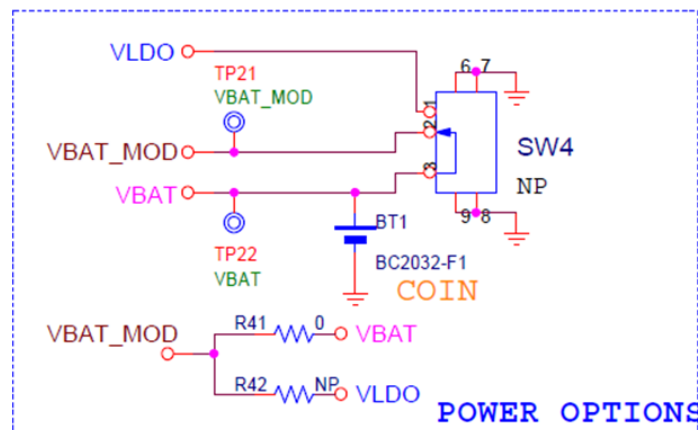 VLDO
TP21
VBAT_MOD
6 7
1
2
VBAT_MOD
SW4
3
NP
VBAT
BT1
9 8
TP22
VBAT
BC2032-F1
COIN
VBAT_MOD
R41 0 VBAT
R42 NP VLDO
POWER OPTIONS